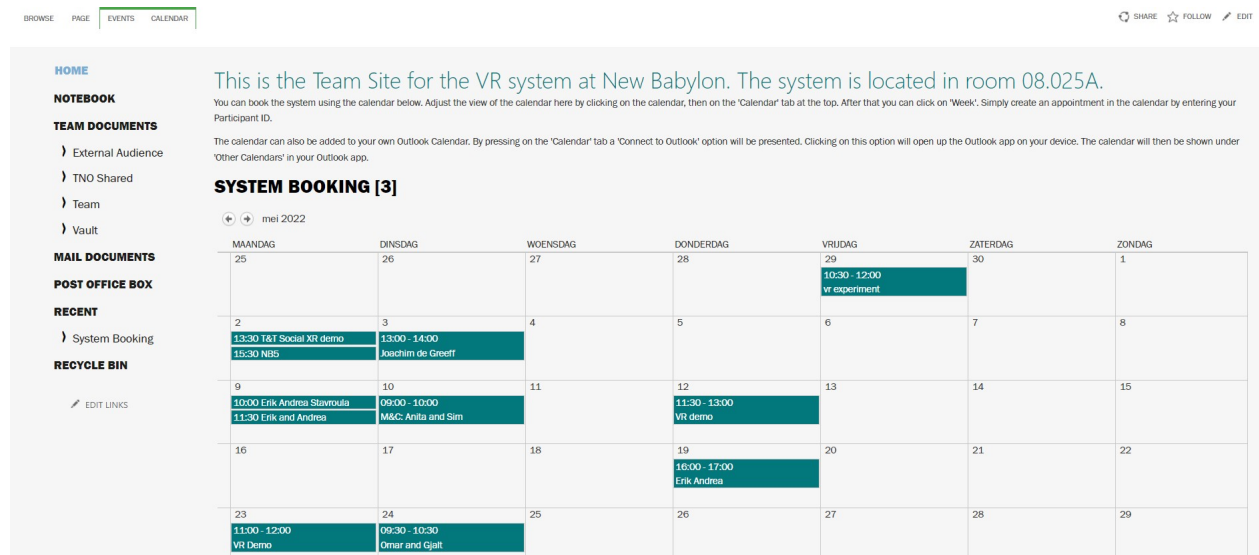 BROWSE PAGE EVENTS CALENDAR
SHARE FOLLOW EDIT
HOME
NOTEBOOK
TEAM DOCUMENTS
External Audience
TNO Shared
Team
Vault
MAIL DOCUMENTS
POST OFFICE BOX
RECENT
System Booking
RECYCLE BIN
EDIT LINKS
This is the Team Site for the VR system at New Babylon. The system is located in room 08.025A.
You can book the system using the calendar below. Adjust the view of the calendar here by clicking on the calendar, then on the 'Calendar' tab at the top. After that you can click on 'Week'. Simply create an appointment in the calendar by entering your
Participant ID.
The calendar can also be added to your own Outlook Calendar. By pressing on the 'Calendar' tab a 'Connect to Outlook' option will be presented. Clicking on this option will open up the Outlook app on your device. The calendar will then be shown under
'Other Calendars' in your Outlook app.
SYSTEM BOOKING [3]
mei 2022
MAANDAG DINSDAG WOENSDAG DONDERDAG VRIJDAG ZATERDAG ZONDAG
25 26 27 28 29 30 1
10:30 - 12:00
vr experiment
2 3 4 5 6 7 8
13:30 T&T Social XR demo 13:00 - 14:00
15:30 NB5 Joachim de Greeff
9 10 11 12 13 14 15
10:00 Erik Andrea Stavroula 09:00 - 10:00 11:30 - 13:00
11:30 Erik and Andrea M&C: Anita and Sim VR demo
16 17 18 19 20 21 22
16:00 - 17:00
Erik Andrea
23 24 25 26 27 28 29
11:00 - 12:00 09:30 - 10:30
VR Demo Omar and Gjalt